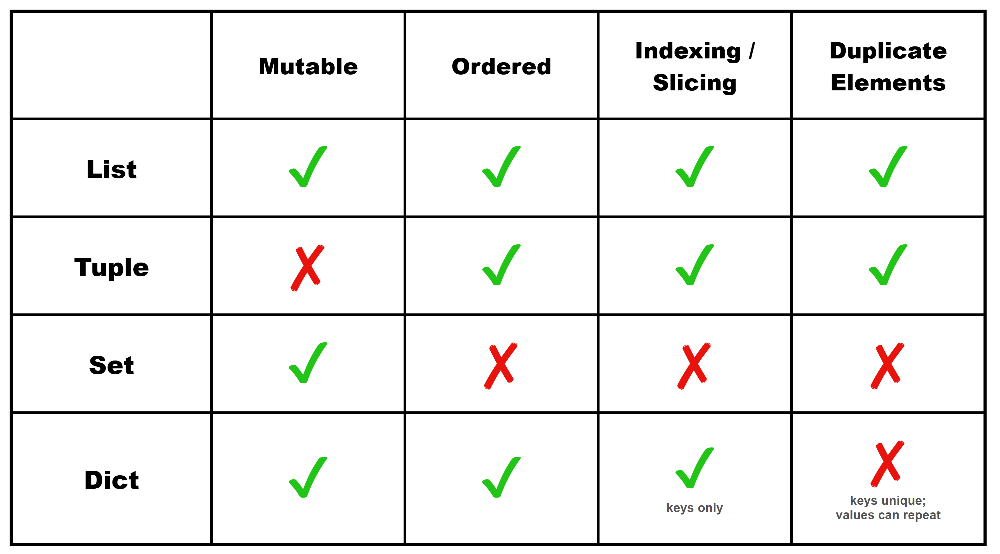 Mutable
Ordered
Indexing /
Slicing
Duplicate
Elements
List
✓
✓
✓
✓
Tuple
✗
✓
✓
✓
Set
✓
✗
✗
✗
Dict
✓
✓
✓
keys only
✗
keys unique;
values can repeat